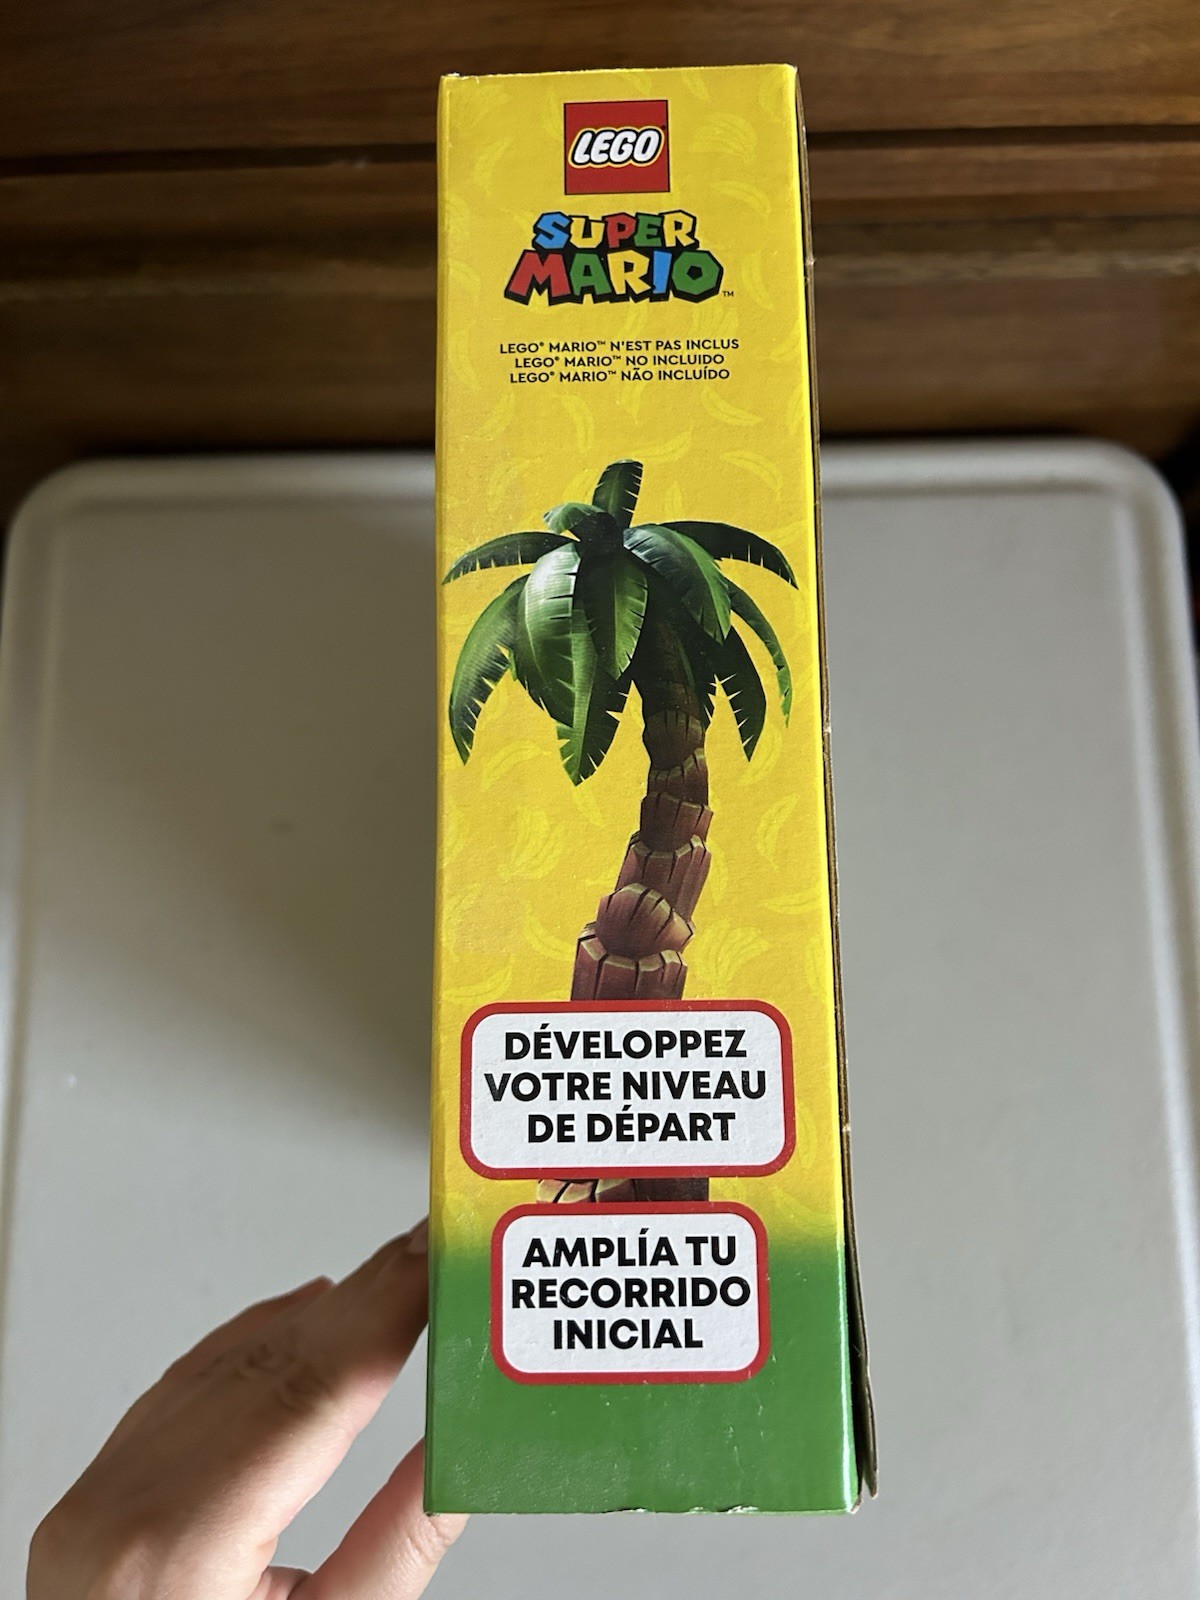 LEGO®
SUPER
MARIO™
LEGO® MARIO™ N'EST PAS INCLUS
LEGO® MARIO™ NO INCLUIDO
LEGO® MARIO™ NÃO INCLUÍDO
DÉVELOPPEZ
VOTRE NIVEAU
DE DÉPART
AMPLÍA TU
RECORRIDO
INICIAL